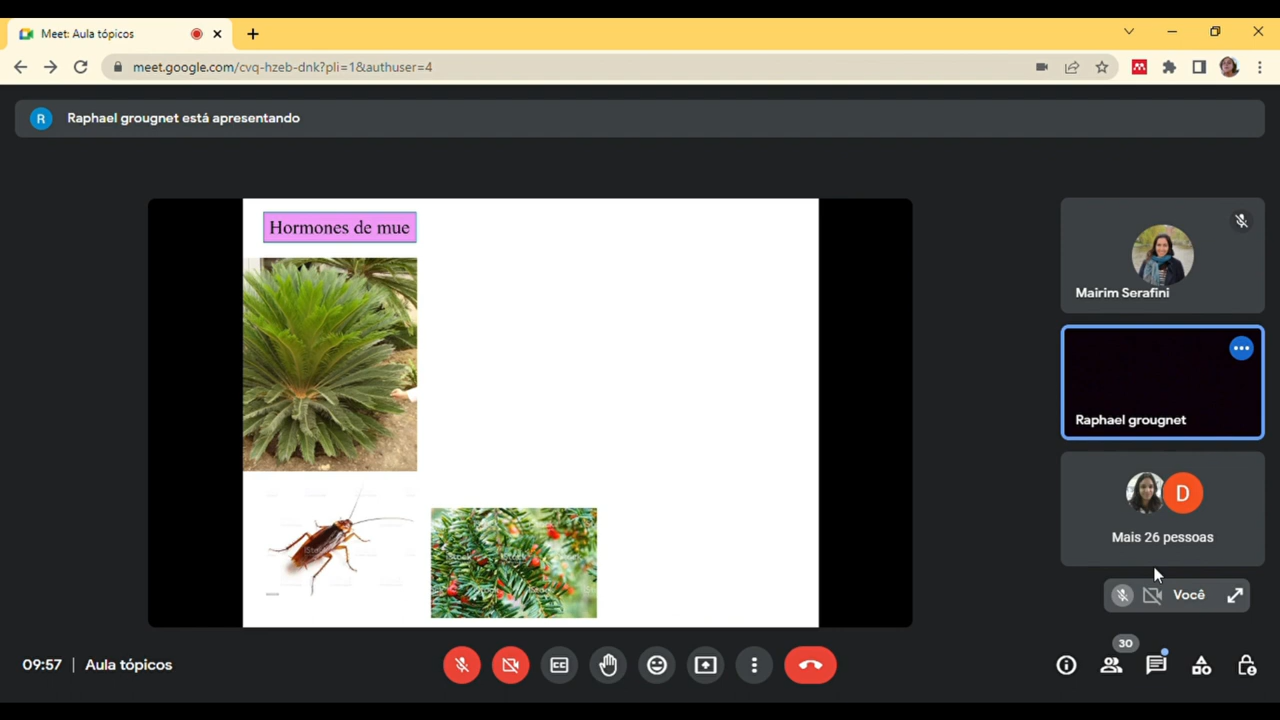 Meet: Aula tópicos
meet.google.com/cvq-hzeb-dnk?pli=1&authuser=4
R
Raphael grougnet está apresentando
Hormones de mue
Mairim Serafini
Raphael grougnet
D
Mais 26 pessoas
Você
09:57 | Aula tópicos
30